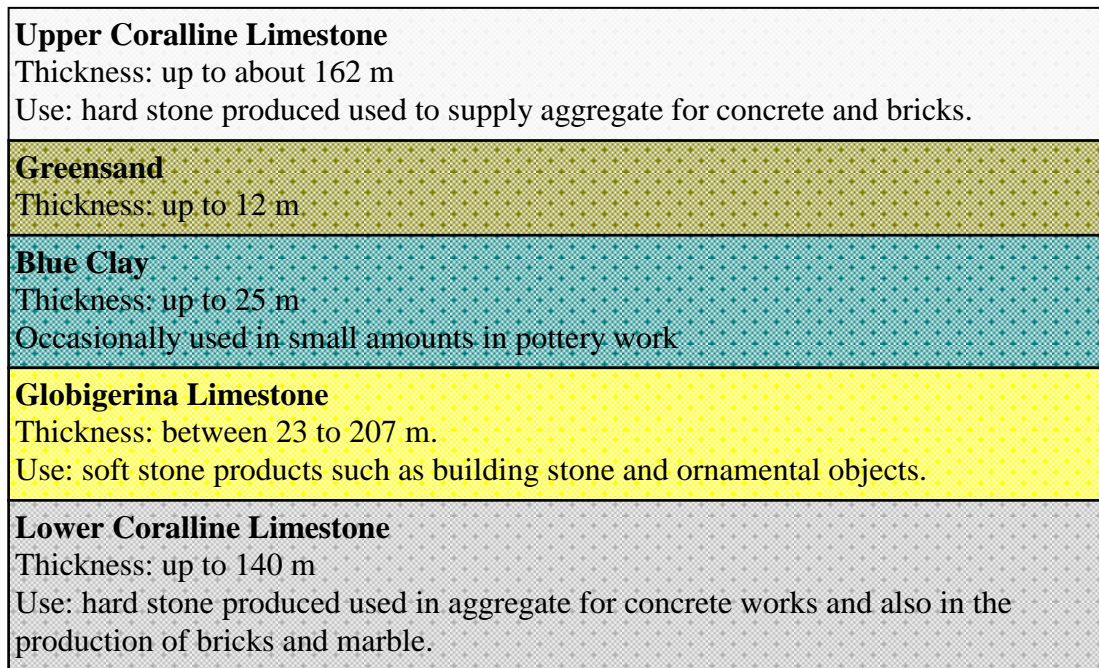 Upper Coralline Limestone
Thickness: up to about 162 m
Use: hard stone produced used to supply aggregate for concrete and bricks.
Greensand
Thickness: up to 12 m
Blue Clay
Thickness: up to 25 m
Occasionally used in small amounts in pottery work
Globigerina Limestone
Thickness: between 23 to 207 m.
Use: soft stone products such as building stone and ornamental objects.
Lower Coralline Limestone
Thickness: up to 140 m
Use: hard stone produced used in aggregate for concrete works and also in the
production of bricks and marble.